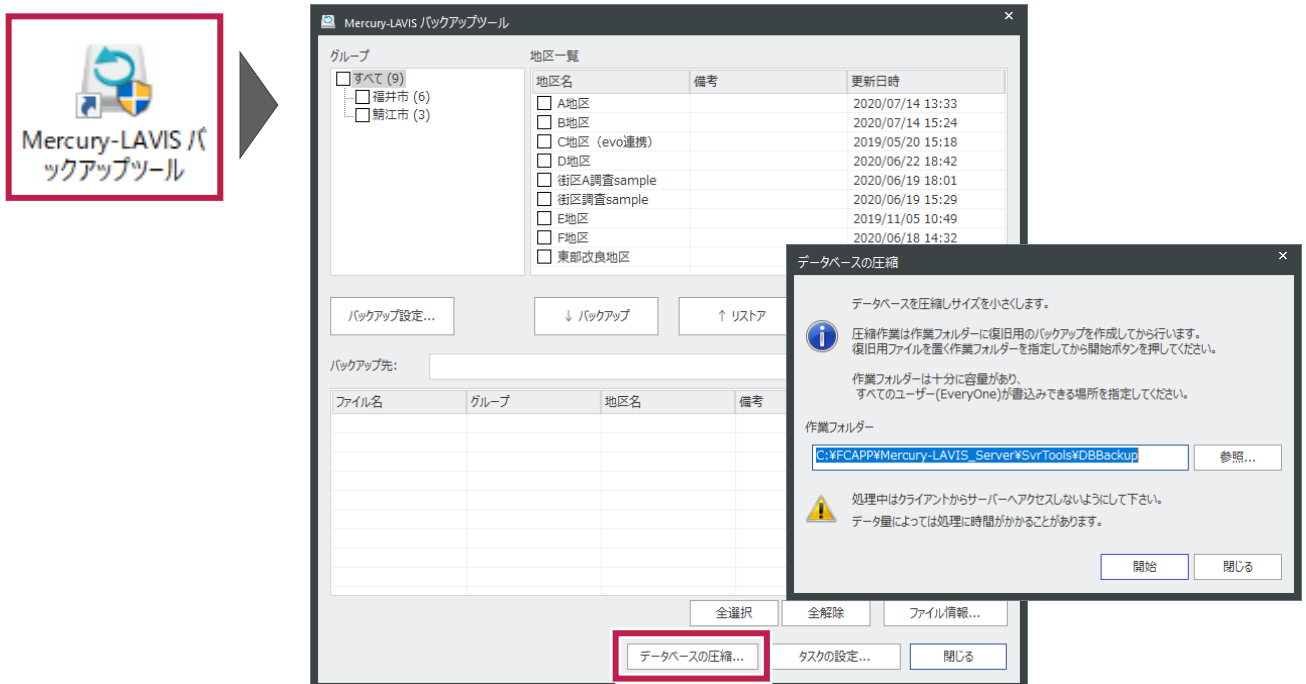 Mercury-LAVIS バ
ックアップツール
Mercury-LAVIS バックアップツール
グループ
すべて (9)
福井市 (6)
鯖江市 (3)
地区一覧
地区名 備考 更新日時
A地区 2020/07/14 13:33
B地区 2020/07/14 15:24
C地区（evo連携） 2019/05/20 15:18
D地区 2020/06/22 18:42
街区A調査sample 2020/06/19 18:01
街区調査sample 2020/06/19 15:29
E地区 2019/11/05 10:49
F地区 2020/06/18 14:32
東部改良地区
バックアップ設定...
↓ バックアップ
↑ リストア
バックアップ先:
ファイル名 グループ 地区名 備考
全選択
全解除
ファイル情報...
データベースの圧縮...
タスクの設定...
閉じる
データベースの圧縮
データベースを圧縮しサイズを小さくします。
圧縮作業は作業フォルダーに復旧用のバックアップを作成してから行います。
復旧用ファイルを置く作業フォルダーを指定してから開始ボタンを押してください。
作業フォルダーは十分に容量があり、
すべてのユーザー(EveryOne)が書込みできる場所を指定してください。
作業フォルダー
C:¥FCAPP¥Mercury-LAVIS_Server¥SvrTools¥DBBackup
参照...
処理中はクライアントからサーバーへアクセスしないようにして下さい。
データ量によっては処理に時間がかかることがあります。
開始
閉じる